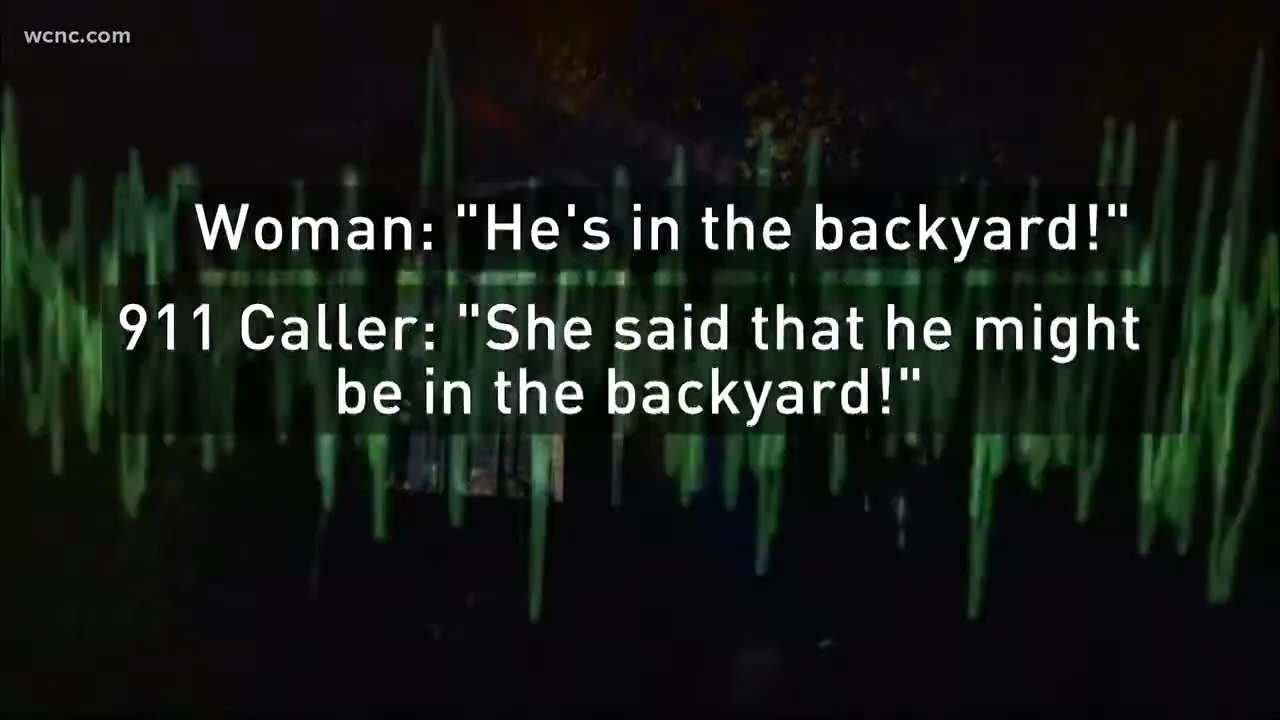 wcnc.com
Woman: "He's in the backyard!"
911 Caller: "She said that he might
be in the backyard!"